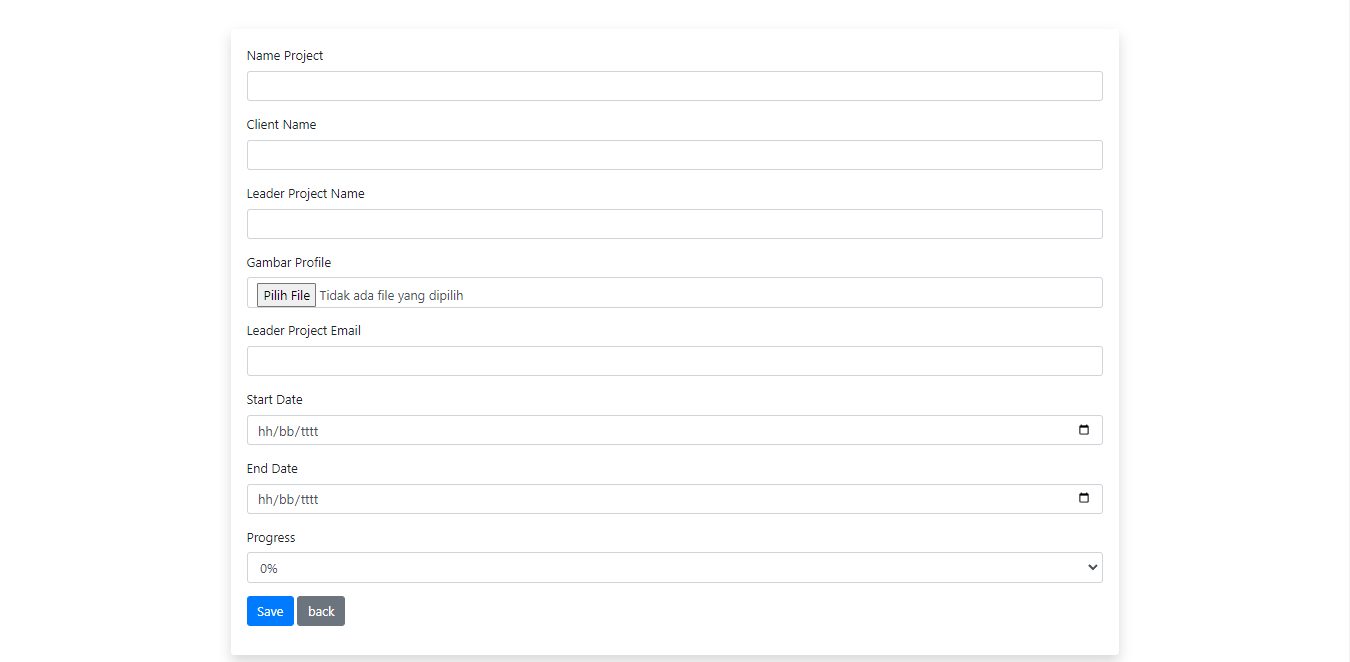 Name Project
Client Name
Leader Project Name
Gambar Profile
Pilih File Tidak ada file yang dipilih
Leader Project Email
Start Date
hh/bb/tttt
End Date
hh/bb/tttt
Progress
0%
Save back